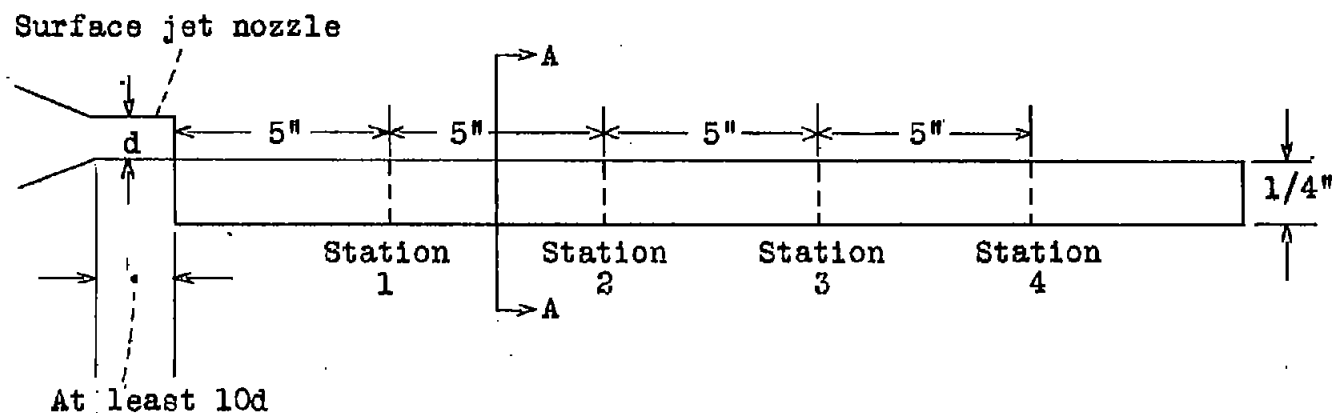 Surface jet nozzle
A
5" 5" 5" 5"
d
1/4"
Station 1
Station 2
Station 3
Station 4
A
At least 10d